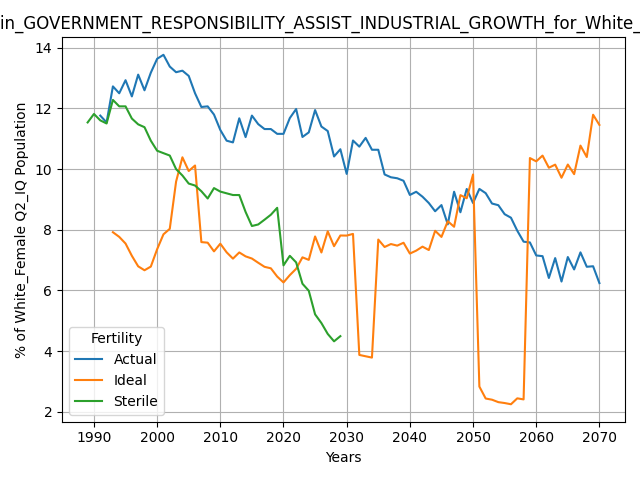 in_GOVERNMENT_RESPONSIBILITY_ASSIST_INDUSTRIAL_GROWTH_for_White_
14
12
10
8
6
4
2
% of White_Female Q2_IQ Population
Fertility
Actual
Ideal
Sterile
1990 2000 2010 2020 2030 2040 2050 2060 2070
Years